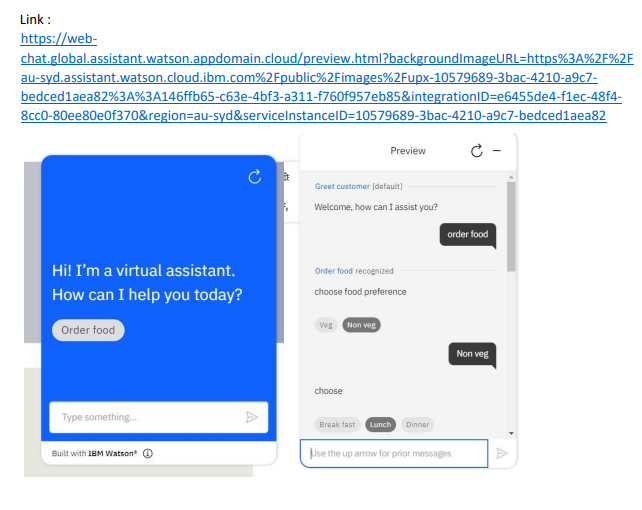 Link :
https://web-
chat.global.assistant.watson.appdomain.cloud/preview.html?backgroundImageURL=https%3A%2F%2F
au-syd.assistant.watson.cloud.ibm.com%2Fpublic%2Fimages%2Fupx-10579689-3bac-4210-a9c7-
bedced1aea82%3A%3A146ffb65-c63e-4bf3-a311-f760f957eb85&integrationID=e6455de4-f1ec-48f4-
8cc0-80ee80e0f370&region=au-syd&serviceInstanceID=10579689-3bac-4210-a9c7-bedced1aea82
Hi! I'm a virtual assistant.
How can I help you today?
Order food
Type something...
Built with IBM Watson®
Preview
Greet customer [default]
Welcome, how can I assist you?
order food
Order food recognized
choose food preference
Veg Non veg
Non veg
choose
Break fast Lunch Dinner
Use the up arrow for prior messages